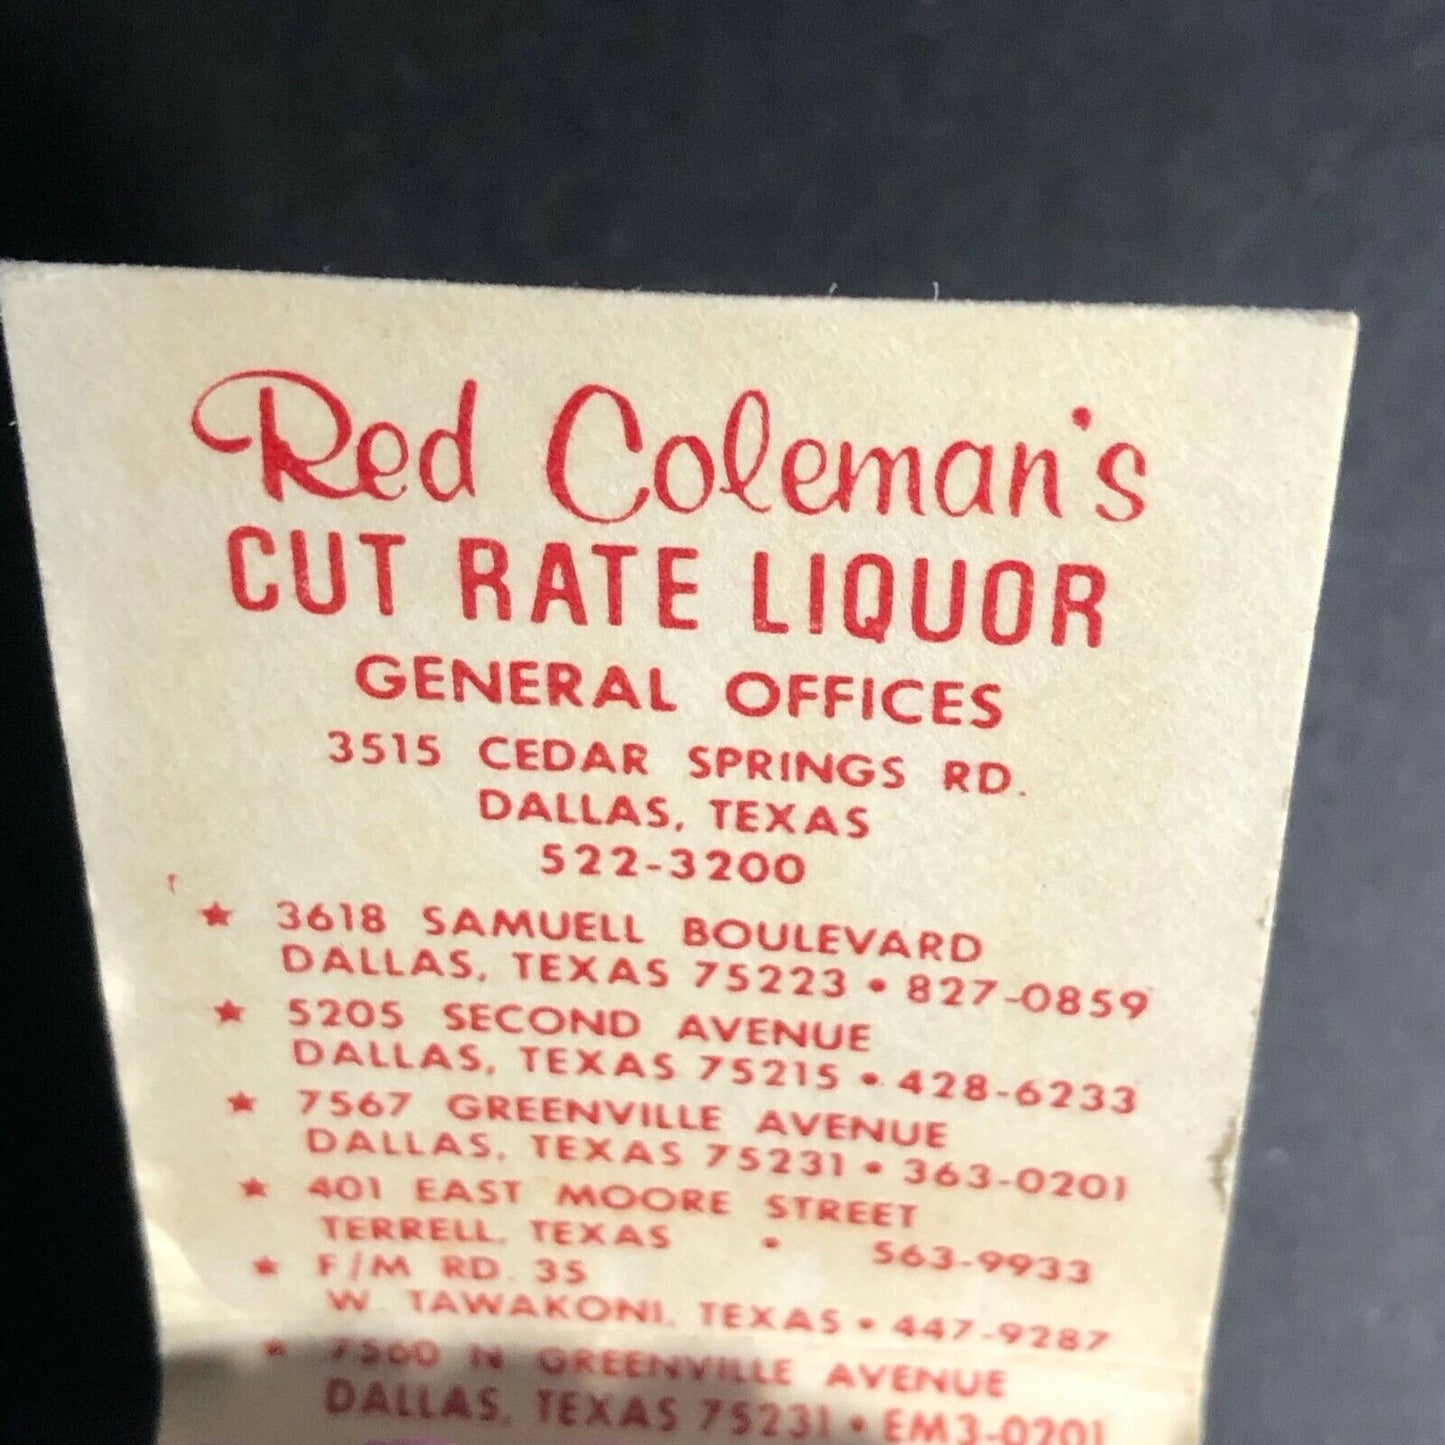 Red Coleman's
CUT RATE LIQUOR
GENERAL OFFICES
3515 CEDAR SPRINGS RD.
DALLAS, TEXAS
522-3200
★ 3618 SAMUELL BOULEVARD
DALLAS, TEXAS 75223 • 827-0859
★ 5205 SECOND AVENUE
DALLAS, TEXAS 75215 • 428-6233
★ 7567 GREENVILLE AVENUE
DALLAS, TEXAS 75231 • 363-0201
★ 401 EAST MOORE STREET
TERRELL, TEXAS • 563-9933
★ F/M RD. 35
W. TAWAKONI, TEXAS • 447-9287
★ 7560 N GREENVILLE AVENUE
DALLAS, TEXAS 75231 • EM3-0201